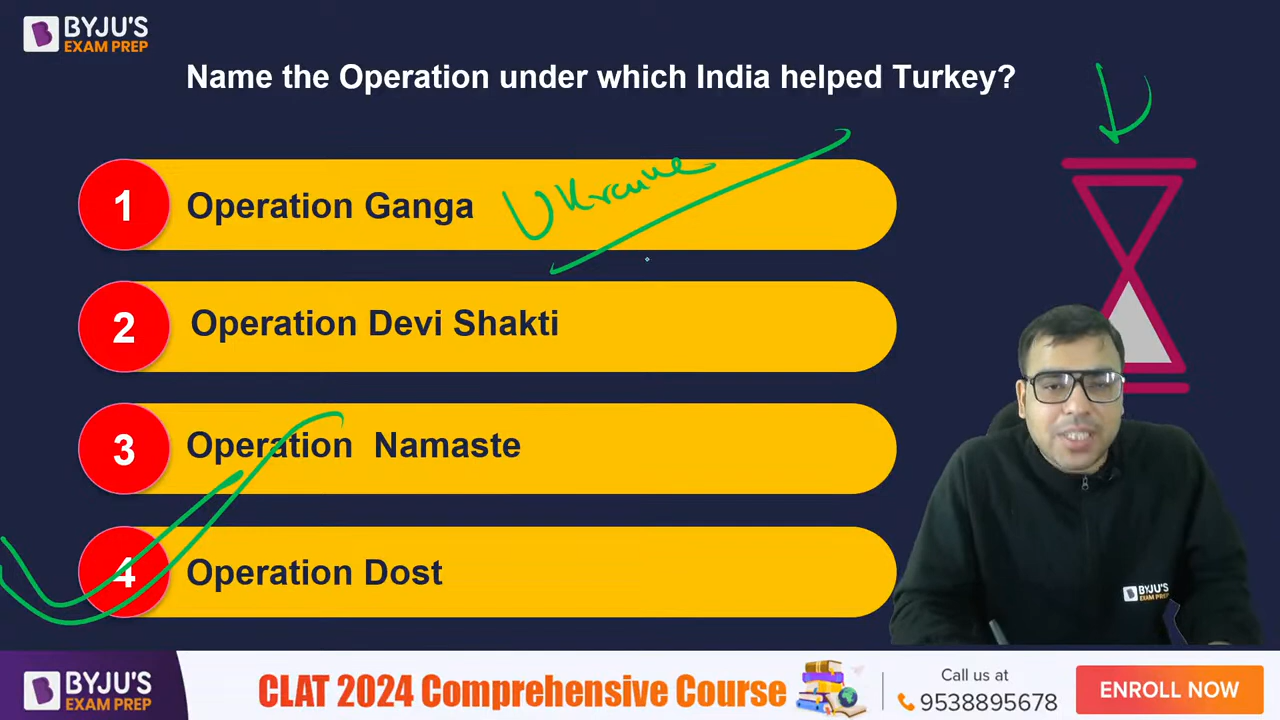 BYJU'S
EXAM PREP
Name the Operation under which India helped Turkey?
1 Operation Ganga Ukraine
2 Operation Devi Shakti
3 Operation Namaste
4 Operation Dost
BYJU'S
EXAM PREP
BYJU'S
EXAM PREP
CLAT 2024 Comprehensive Course
Call us at
9538895678
ENROLL NOW